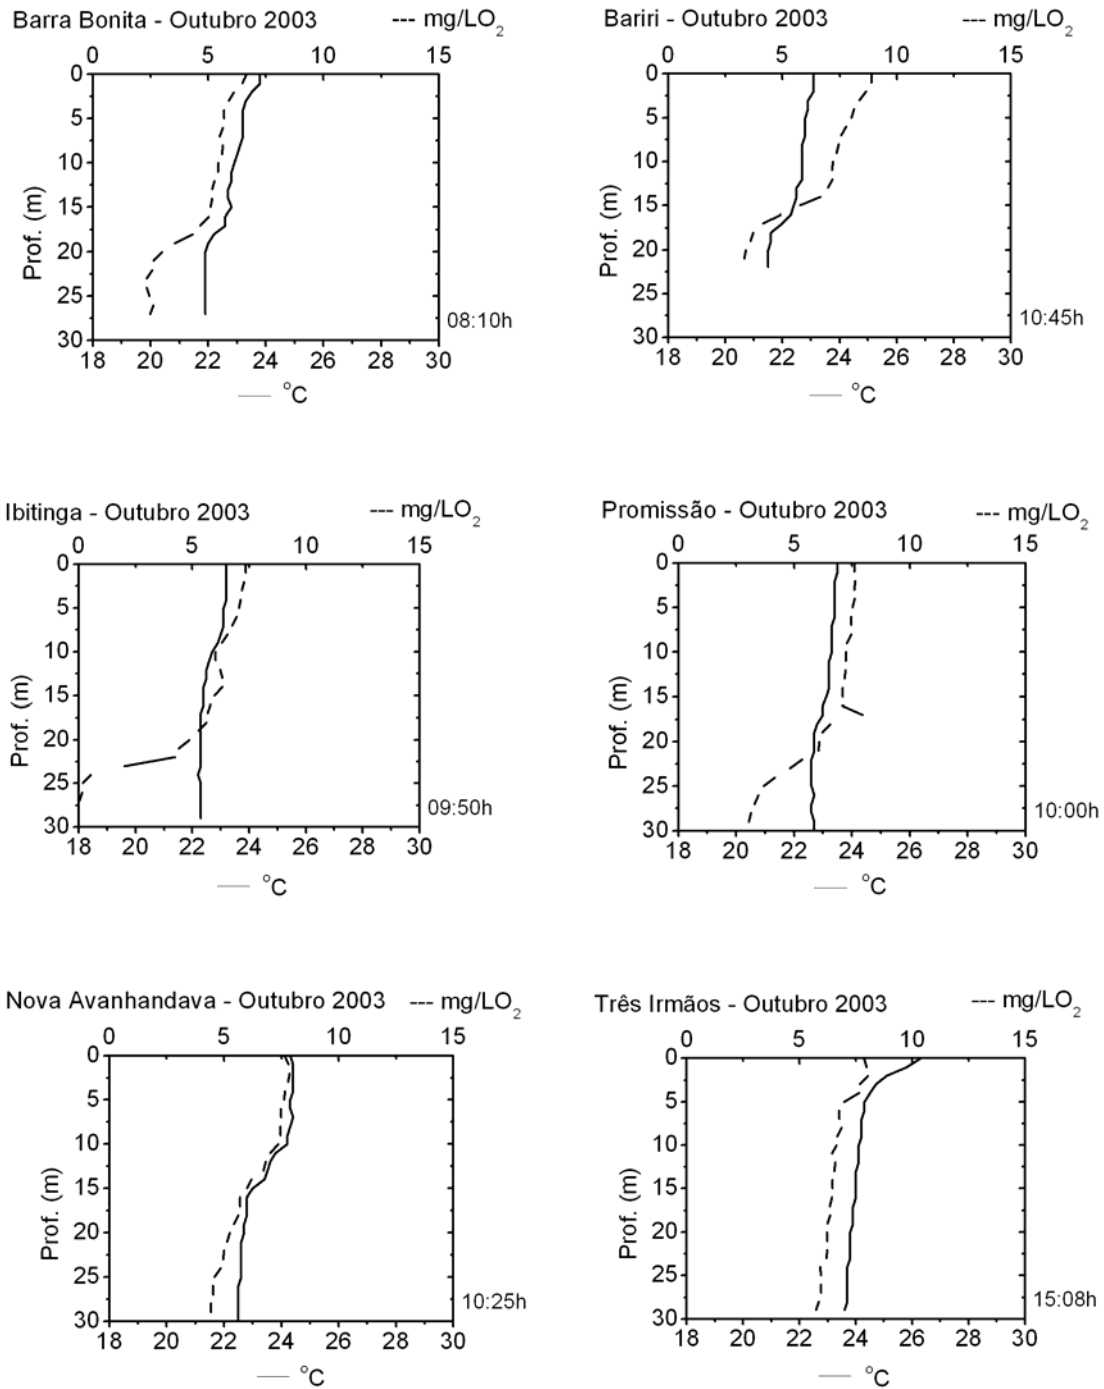 Barra Bonita - Outubro 2003 --- mg/LO2
0 5 10 15
0
5
10
15
20
25
30
Prof. (m)
08:10h
18 20 22 24 26 28 30
— °C
Bariri - Outubro 2003 --- mg/LO2
0 5 10 15
0
5
10
15
20
25
30
Prof. (m)
10:45h
18 20 22 24 26 28 30
— °C
Ibitinga - Outubro 2003 --- mg/LO2
0 5 10 15
0
5
10
15
20
25
30
Prof. (m)
09:50h
18 20 22 24 26 28 30
— °C
Promissão - Outubro 2003 --- mg/LO2
0 5 10 15
0
5
10
15
20
25
30
Prof. (m)
10:00h
18 20 22 24 26 28 30
— °C
Nova Avanhandava - Outubro 2003 --- mg/LO2
0 5 10 15
0
5
10
15
20
25
30
Prof. (m)
10:25h
18 20 22 24 26 28 30
— °C
Três Irmãos - Outubro 2003 --- mg/LO2
0 5 10 15
0
5
10
15
20
25
30
Prof. (m)
15:08h
18 20 22 24 26 28 30
— °C